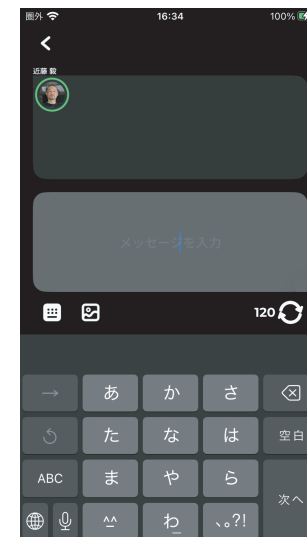 圏外 16:34 100%
近藤 毅
メッセージを入力
120
→ あ か さ
た な は 空白
ABC ま や ら
次へ
^^ わ_ 、。?!